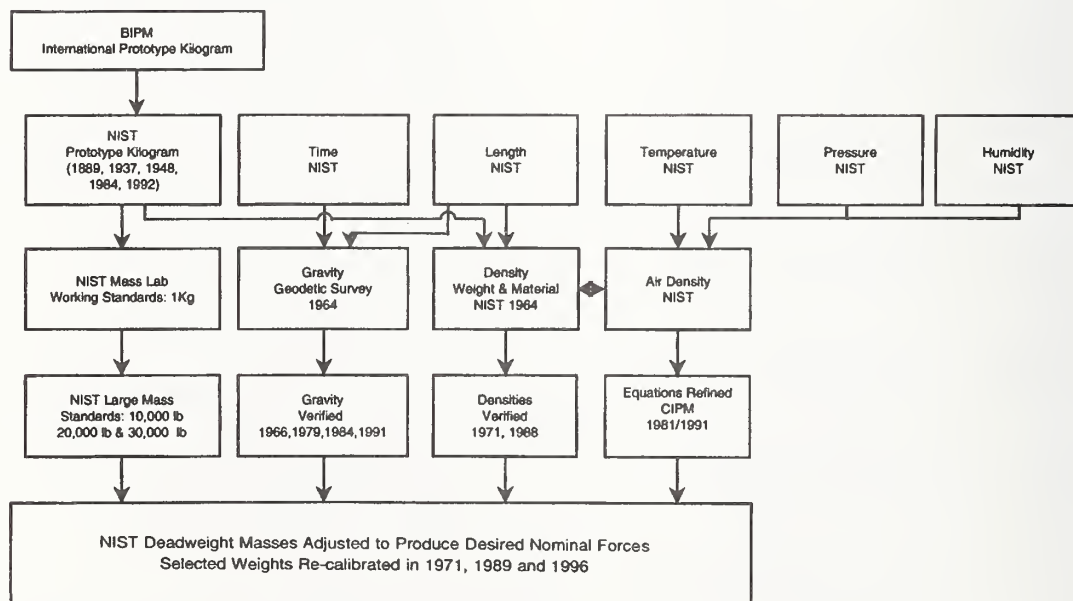 BIPM
International Prototype Kilogram
NIST
Prototype Kilogram
(1889, 1937, 1948,
1984, 1992)
Time
NIST
Length
NIST
Temperature
NIST
Pressure
NIST
Humidity
NIST
NIST Mass Lab
Working Standards: 1Kg
Gravity
Geodetic Survey
1964
Density
Weight & Material
NIST 1964
Air Density
NIST
NIST Large Mass
Standards: 10,000 lb
20,000 lb & 30,000 lb
Gravity
Verified
1966,1979,1984,1991
Densities
Verified
1971, 1988
Equations Refined
CIPM
1981/1991
NIST Deadweight Masses Adjusted to Produce Desired Nominal Forces
Selected Weights Re-calibrated in 1971, 1989 and 1996